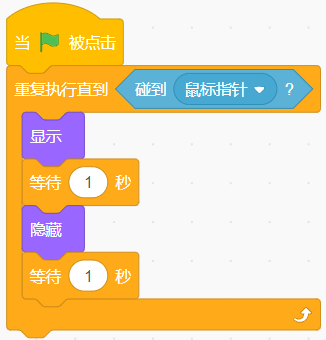 当 被点击
重复执行直到 碰到 鼠标指针 ?
显示
等待 1 秒
隐藏
等待 1 秒